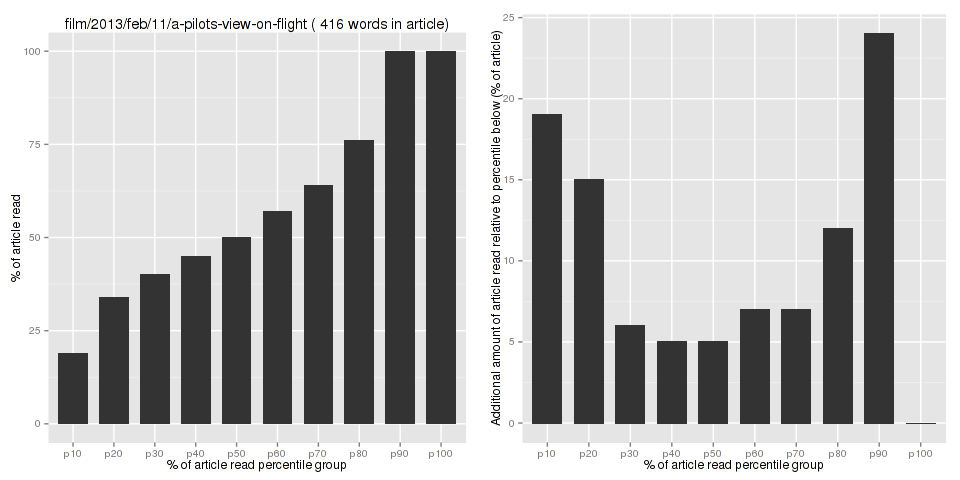 film/2013/feb/11/a-pilots-view-on-flight ( 416 words in article)
% of article read
100
75
50
25
0
p10 p20 p30 p40 p50 p60 p70 p80 p90 p100
% of article read percentile group
Additional amount of article read relative to percentile below (% of article)
25
20
15
10
5
0
p10 p20 p30 p40 p50 p60 p70 p80 p90 p100
% of article read percentile group